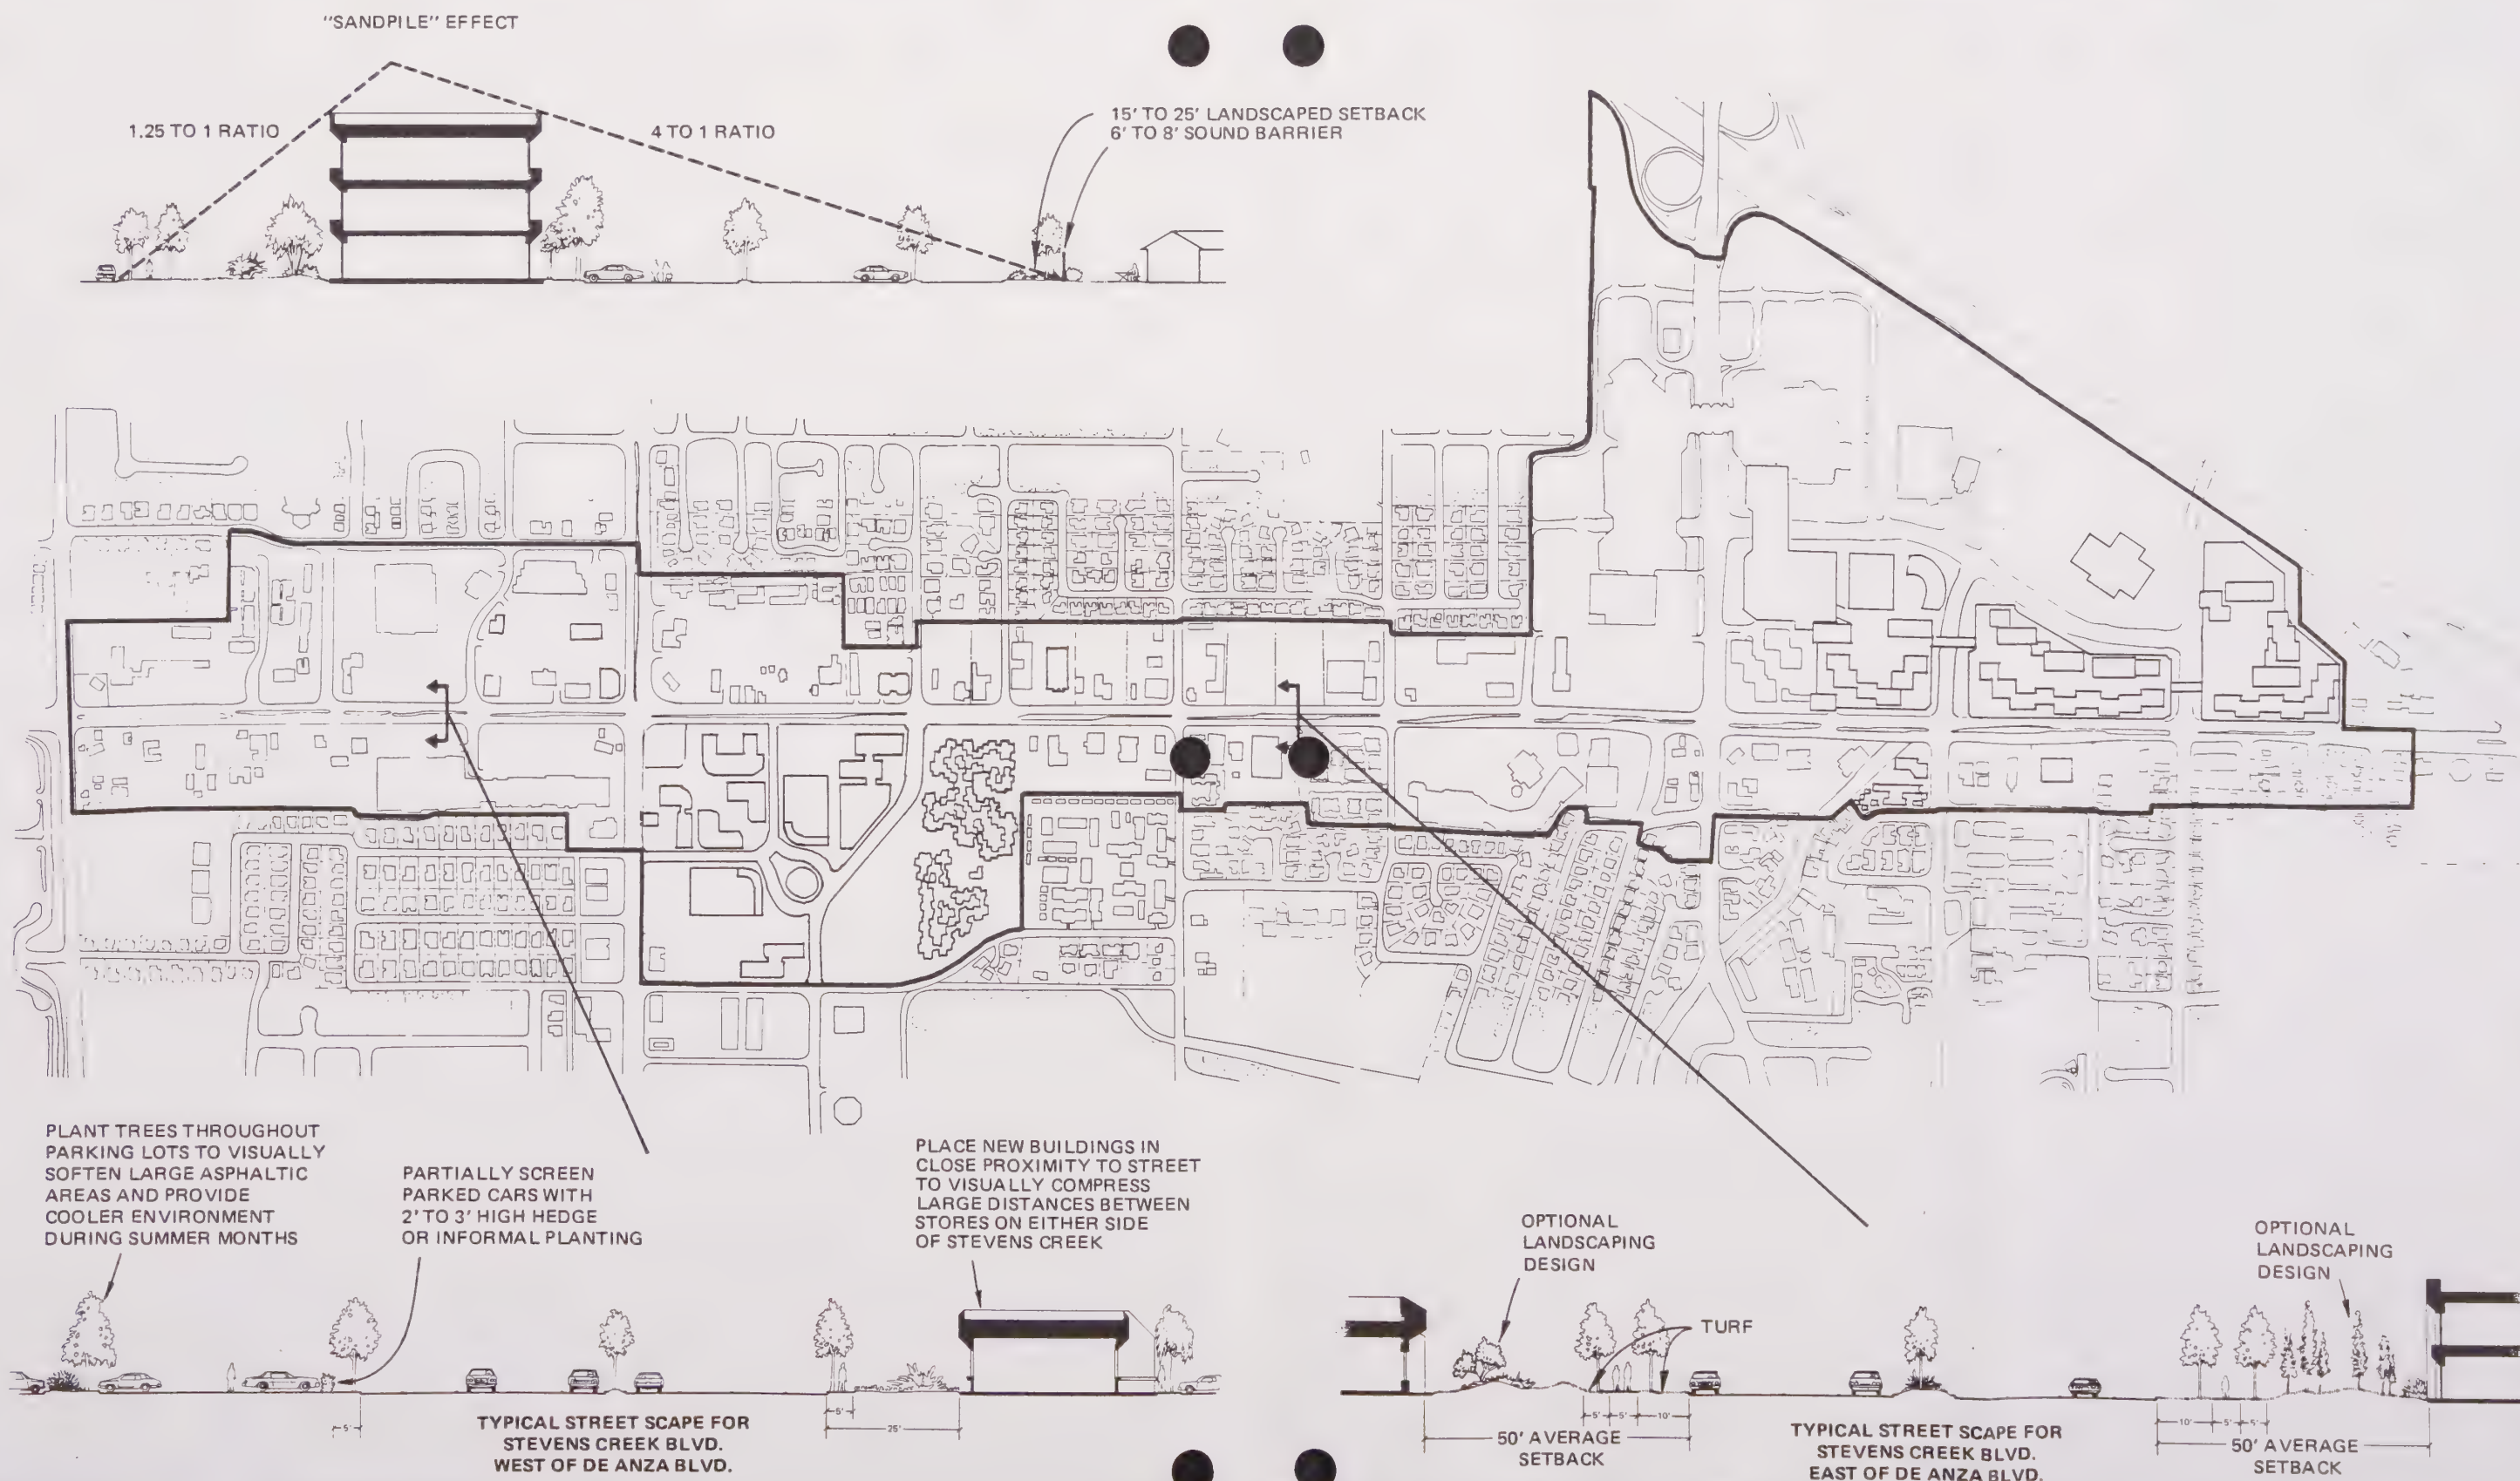 "SANDPILE" EFFECT
1.25 TO 1 RATIO
4 TO 1 RATIO
15' TO 25' LANDSCAPED SETBACK
6' TO 8' SOUND BARRIER
PLANT TREES THROUGHOUT
PARKING LOTS TO VISUALLY
SOFTEN LARGE ASPHALTIC
AREAS AND PROVIDE
COOLER ENVIRONMENT
DURING SUMMER MONTHS
PARTIALLY SCREEN
PARKED CARS WITH
2' TO 3' HIGH HEDGE
OR INFORMAL PLANTING
PLACE NEW BUILDINGS IN
CLOSE PROXIMITY TO STREET
TO VISUALLY COMPRESS
LARGE DISTANCES BETWEEN
STORES ON EITHER SIDE
OF STEVENS CREEK
5'
5'
25'
TYPICAL STREET SCAPE FOR
STEVENS CREEK BLVD.
WEST OF DE ANZA BLVD.
OPTIONAL
LANDSCAPING
DESIGN
TURF
OPTIONAL
LANDSCAPING
DESIGN
5' 5' 10'
50' AVERAGE
SETBACK
10' 5' 5'
50' AVERAGE
SETBACK
TYPICAL STREET SCAPE FOR
STEVENS CREEK BLVD.
EAST OF DE ANZA BLVD.